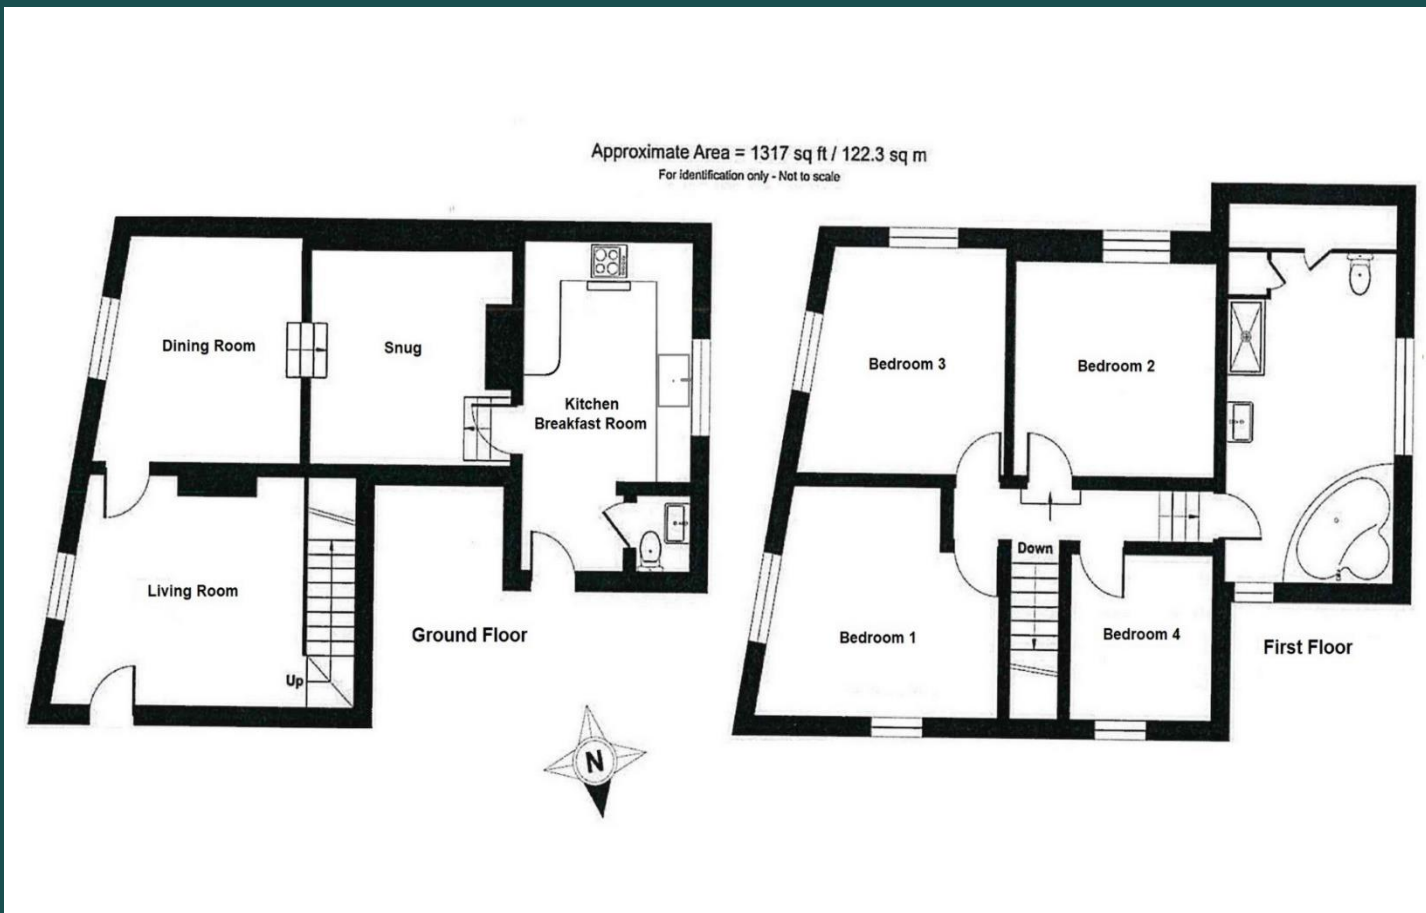 Approximate Area = 1317 sq ft / 122.3 sq m
For identification only - Not to scale
Dining Room
Snug
Kitchen
Breakfast Room
Living Room
Up
Ground Floor
N
Bedroom 3
Bedroom 2
Down
Bedroom 1
Bedroom 4
First Floor